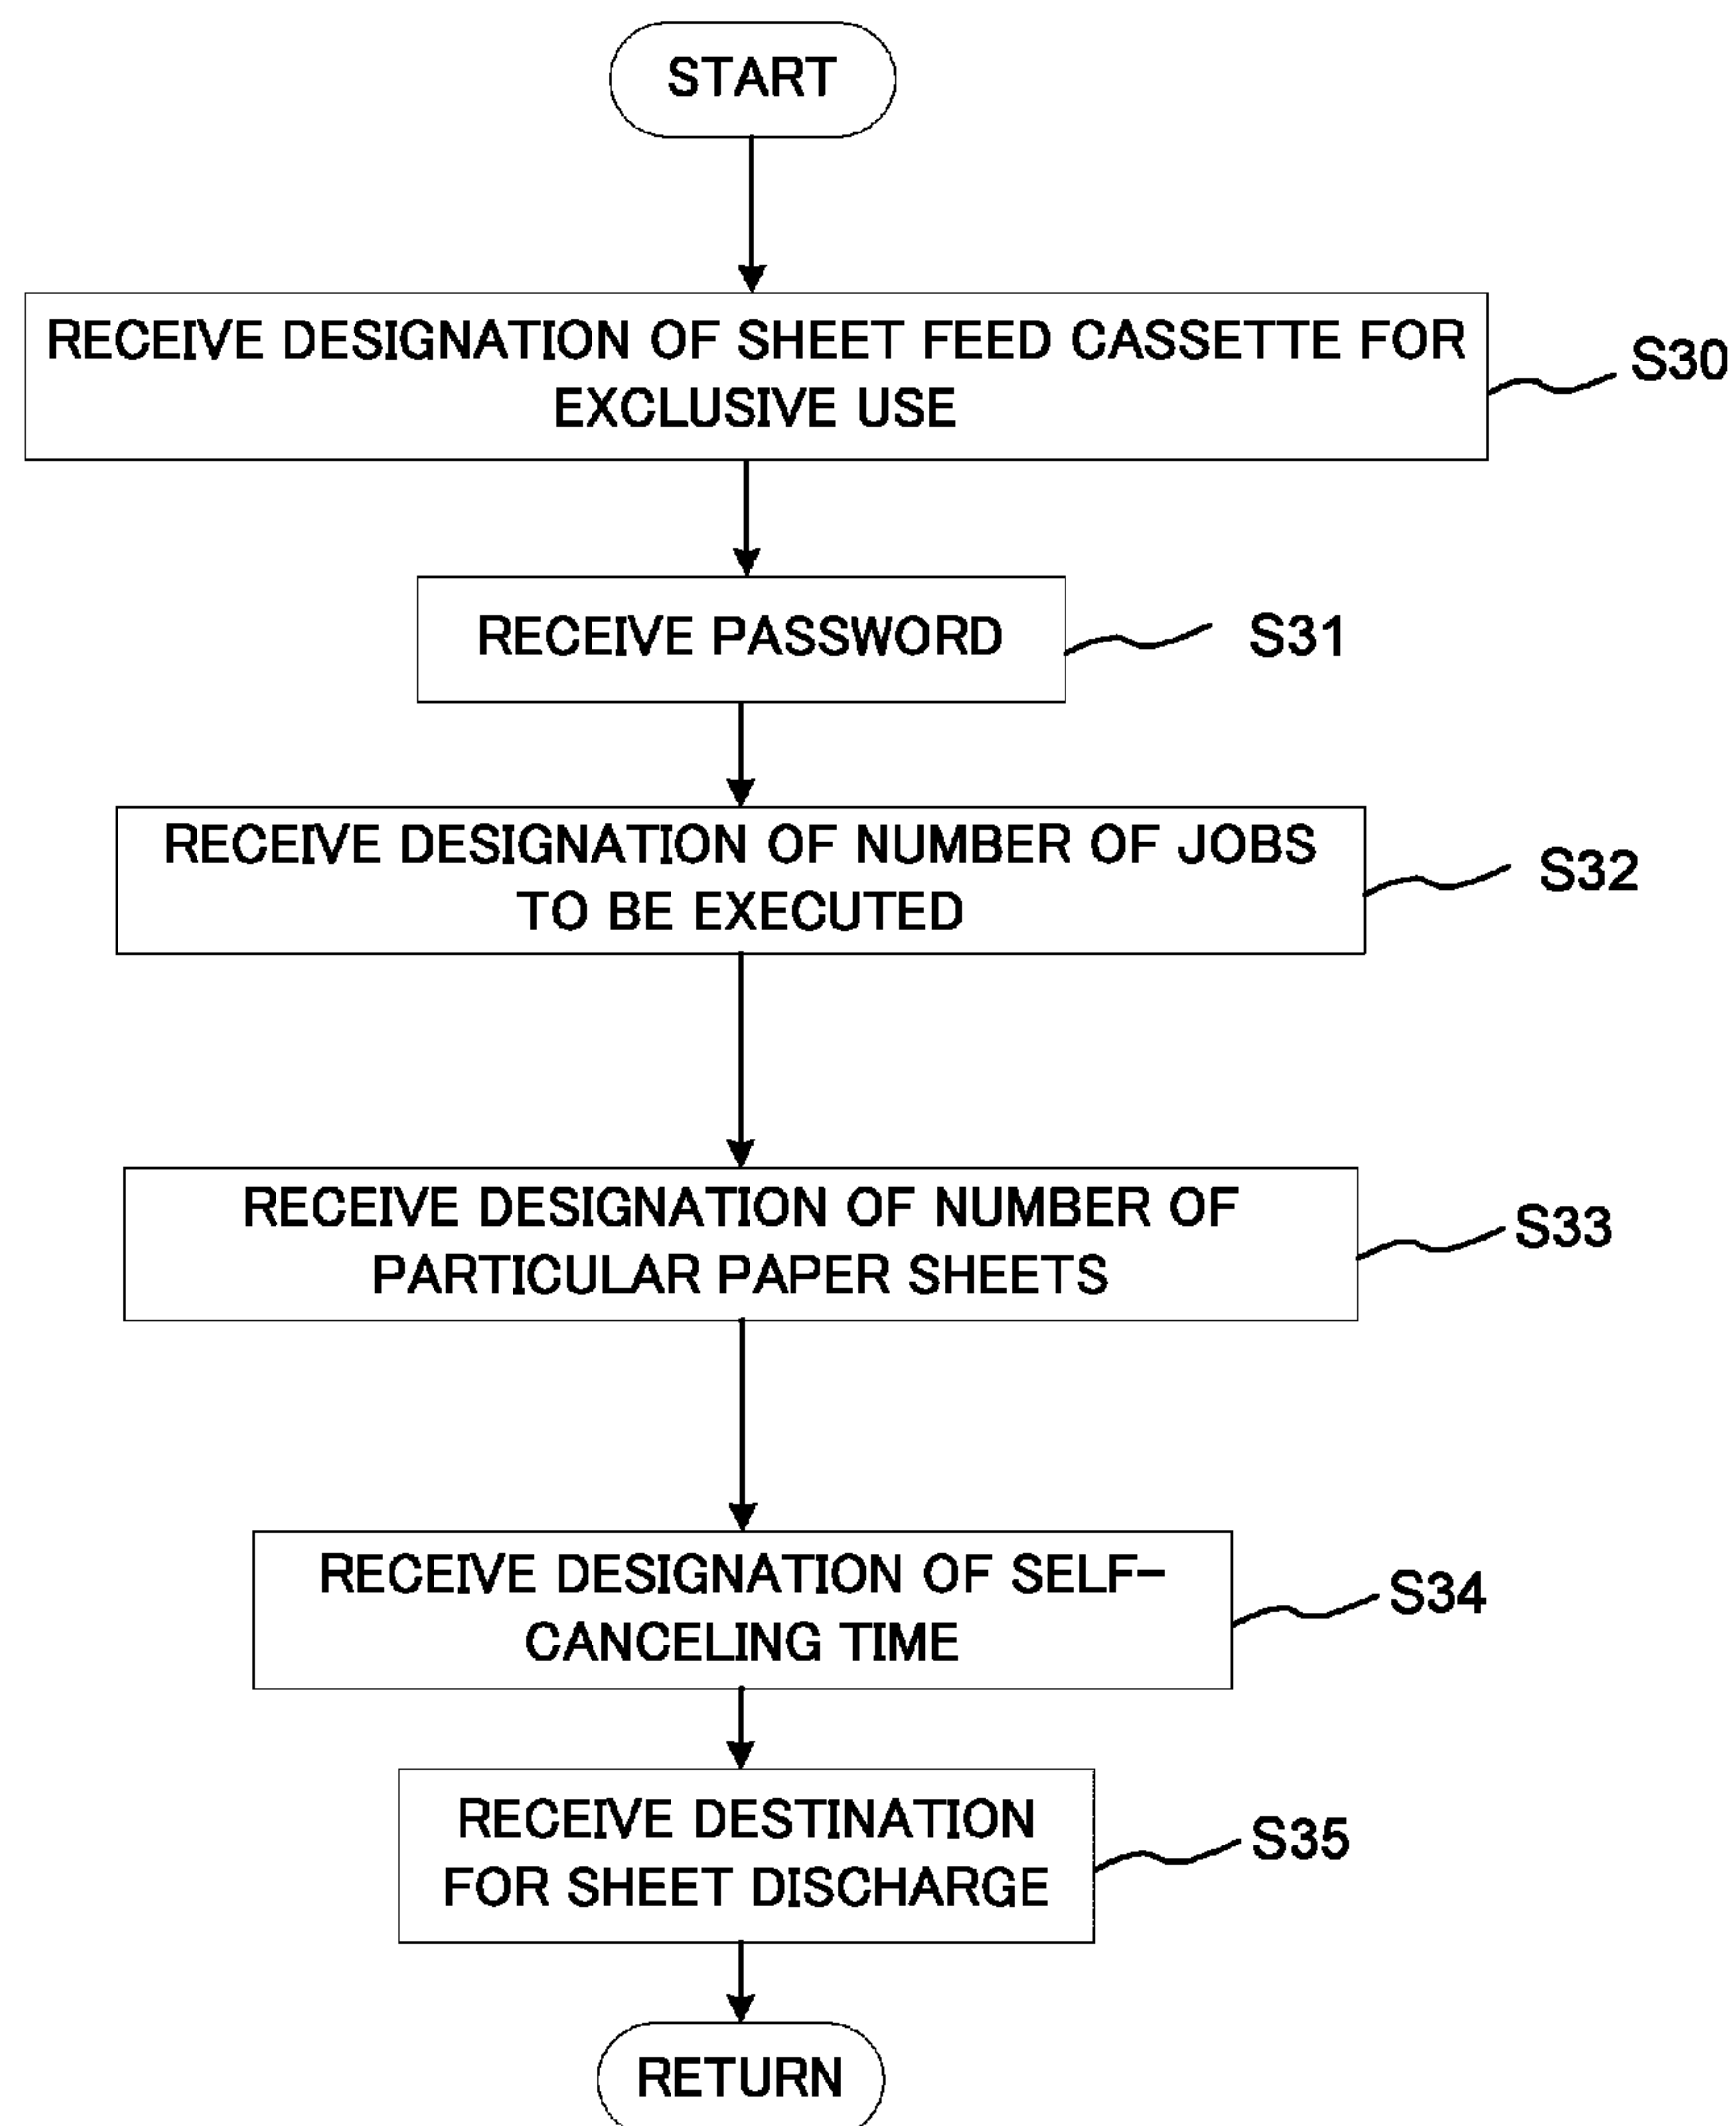 START
RECEIVE DESIGNATION OF SHEET FEED CASSETTE FOR
EXCLUSIVE USE
S30
RECEIVE PASSWORD
S31
RECEIVE DESIGNATION OF NUMBER OF JOBS
TO BE EXECUTED
S32
RECEIVE DESIGNATION OF NUMBER OF
PARTICULAR PAPER SHEETS
S33
RECEIVE DESIGNATION OF SELF-
CANCELING TIME
S34
RECEIVE DESTINATION
FOR SHEET DISCHARGE
S35
RETURN